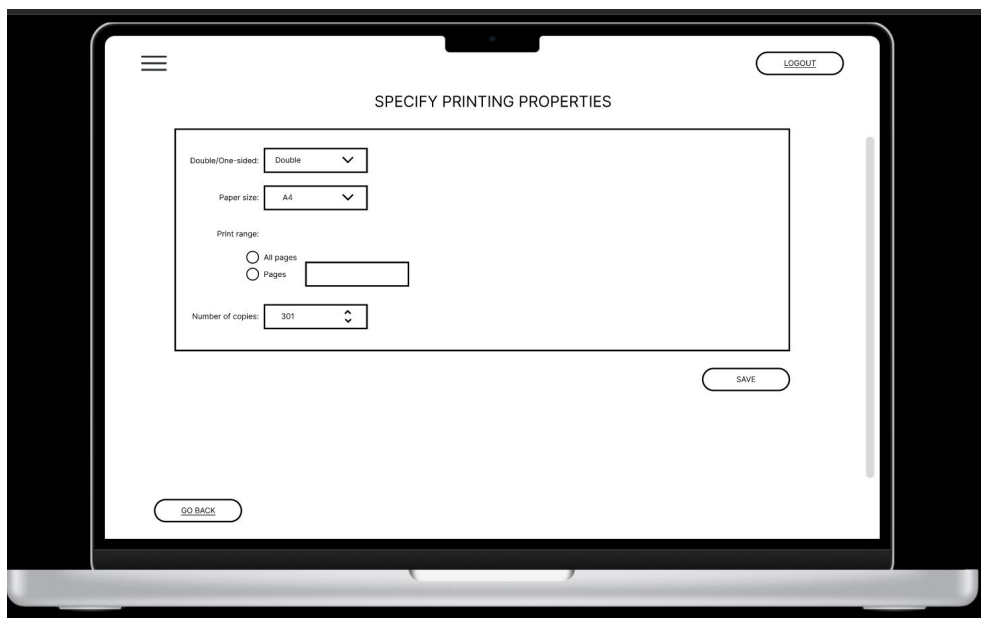 LOGOUT
SPECIFY PRINTING PROPERTIES
Double/One-sided: Double
Paper size: A4
Print range:
All pages
Pages
Number of copies: 301
SAVE
GO BACK